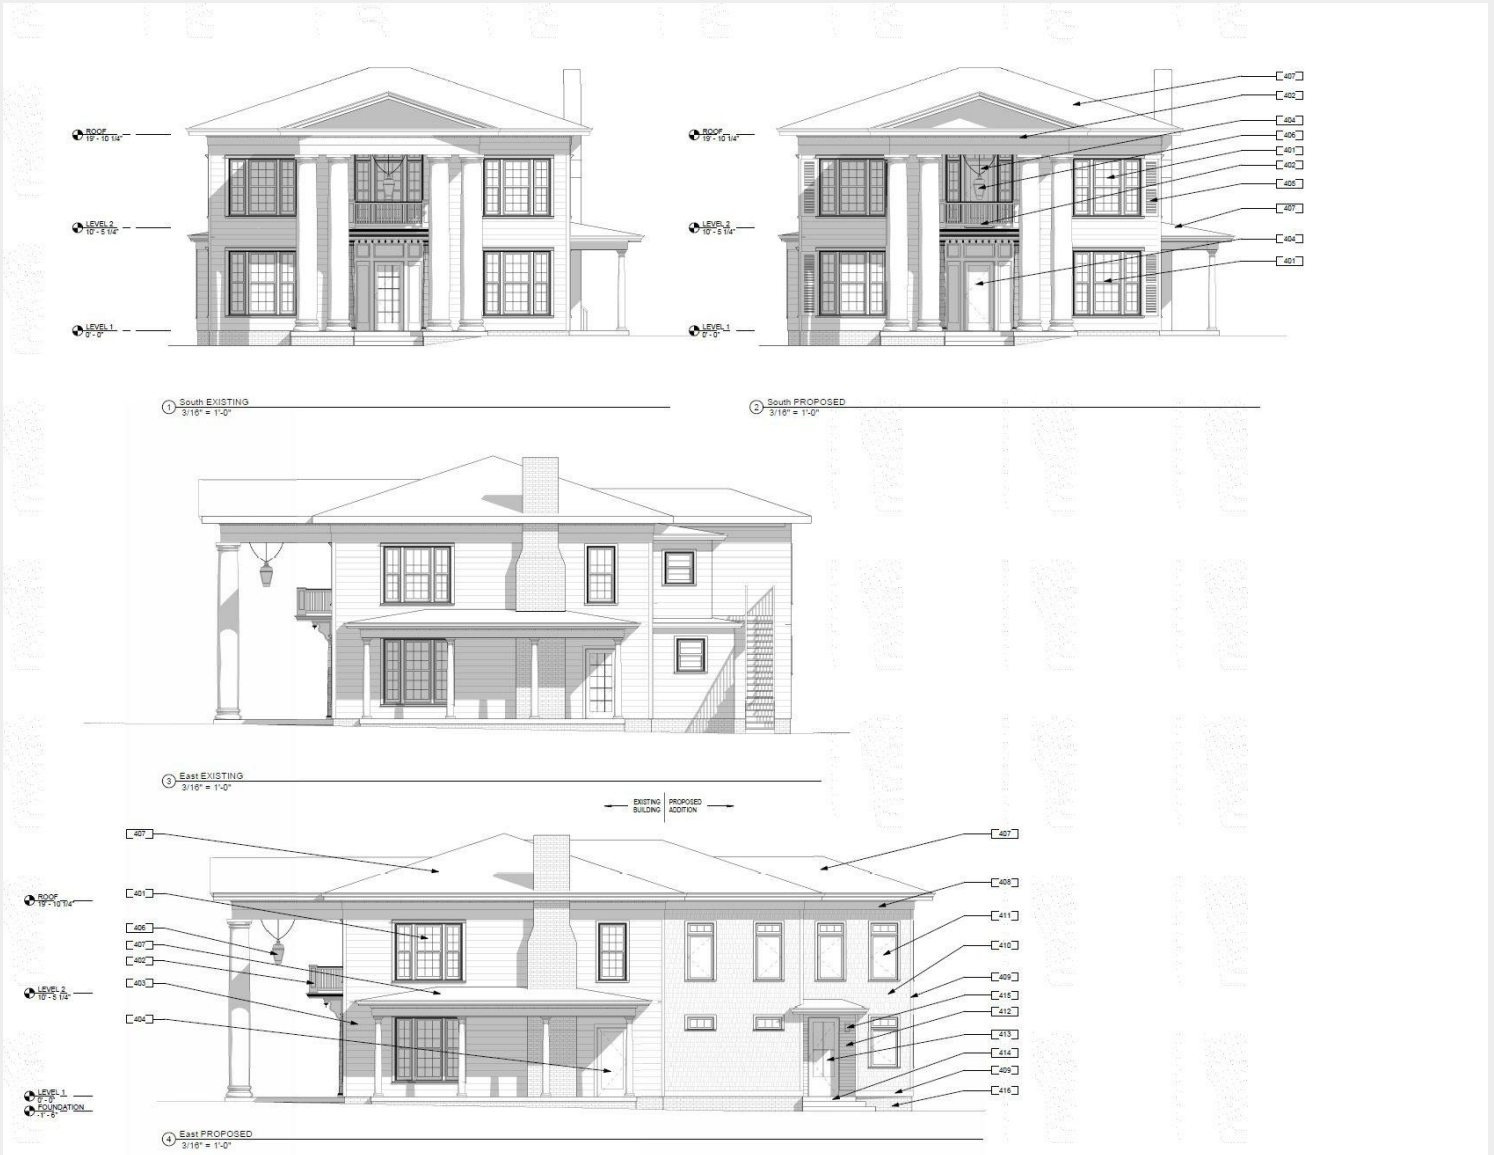 ROOF
19' - 10 1/4"
LEVEL 2
10' - 5 1/4"
LEVEL 1
0' - 0"
1 South EXISTING
3/16" = 1'-0"
ROOF
19' - 10 1/4"
LEVEL 2
10' - 5 1/4"
LEVEL 1
0' - 0"
407
402
404
406
401
402
405
407
404
401
2 South PROPOSED
3/16" = 1'-0"
3 East EXISTING
3/16" = 1'-0"
EXISTING BUILDING
PROPOSED ADDITION
407
401
406
407
402
403
404
ROOF
19' - 10 1/4"
LEVEL 2
10' - 5 1/4"
LEVEL 1
0' - 0"
FOUNDATION
-1' - 6"
407
408
411
410
409
415
412
413
414
409
416
4 East PROPOSED
3/16" = 1'-0"